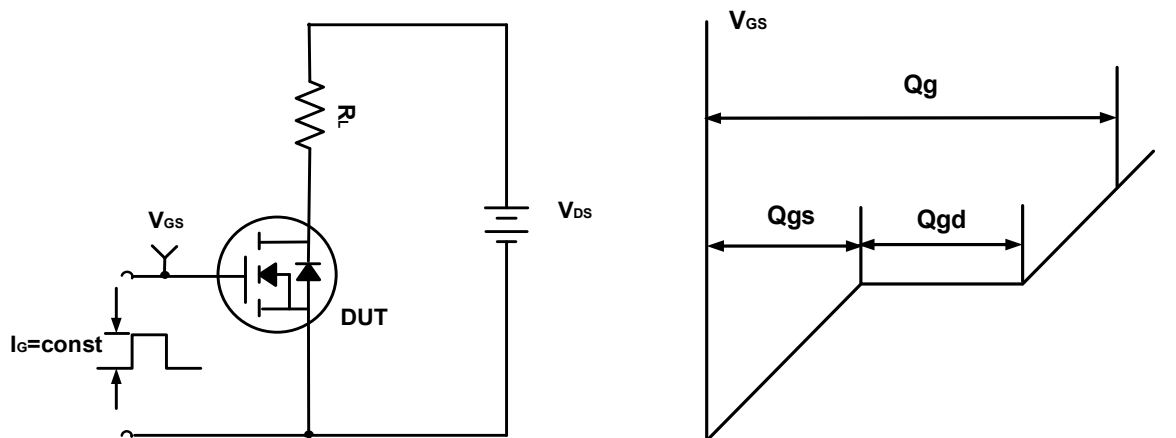 RL
VGS
VDS
DUT
IG=const
VGS
Qg
Qgs
Qgd